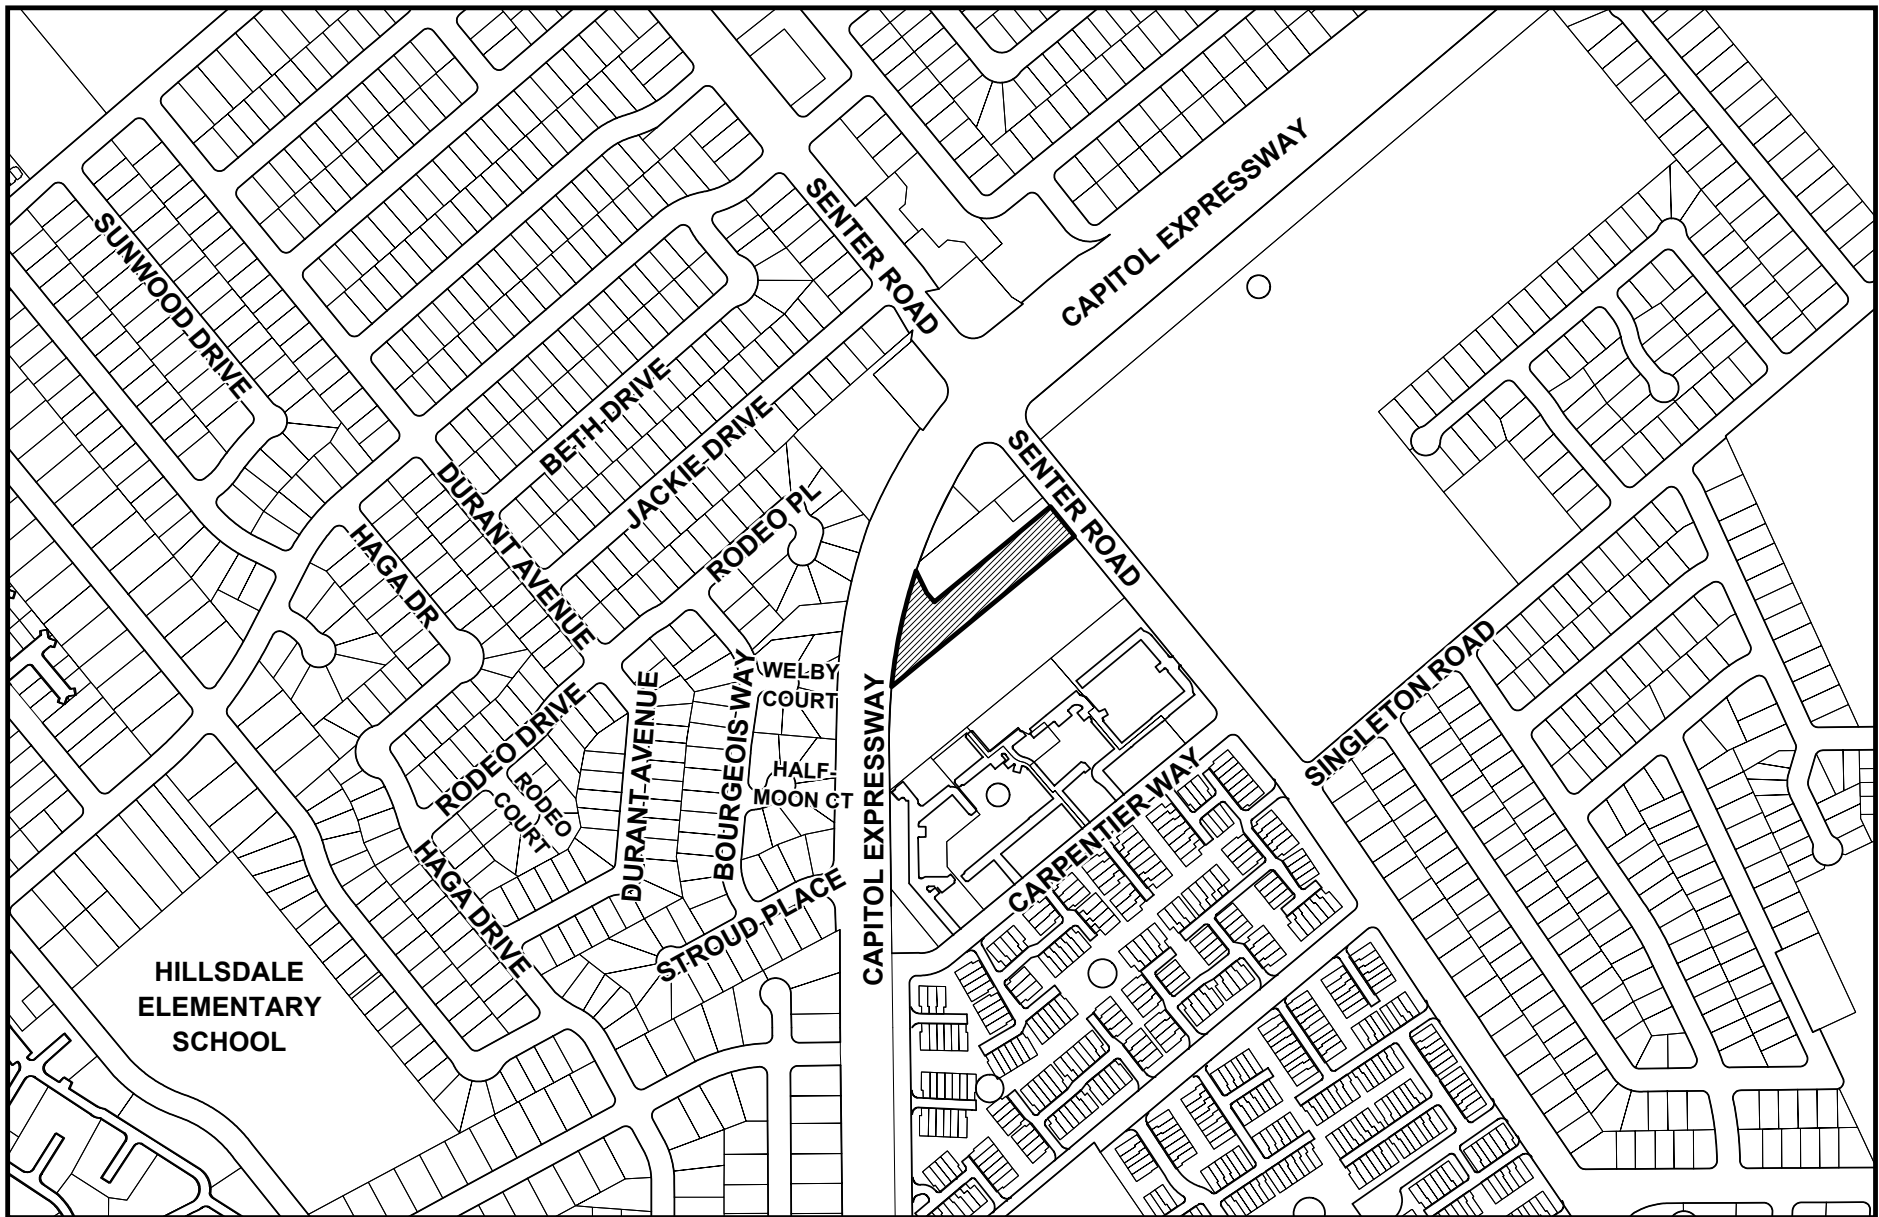 CAPITOL EXPRESSWAY
SENTER ROAD
SUNWOOD DRIVE
BETH DRIVE
JACKIE DRIVE
DURANT AVENUE
SENTER ROAD
RODEO PL
HAGA DR
WELBY
COURT
BOURGEOIS WAY
DURANT AVENUE
RODEO DRIVE
RODEO
COURT
HALF-
MOON CT
CAPITOL EXPRESSWAY
SINGLETON ROAD
CARPENTIER WAY
HAGA DRIVE
STROUD PLACE
HILLSDALE
ELEMENTARY
SCHOOL